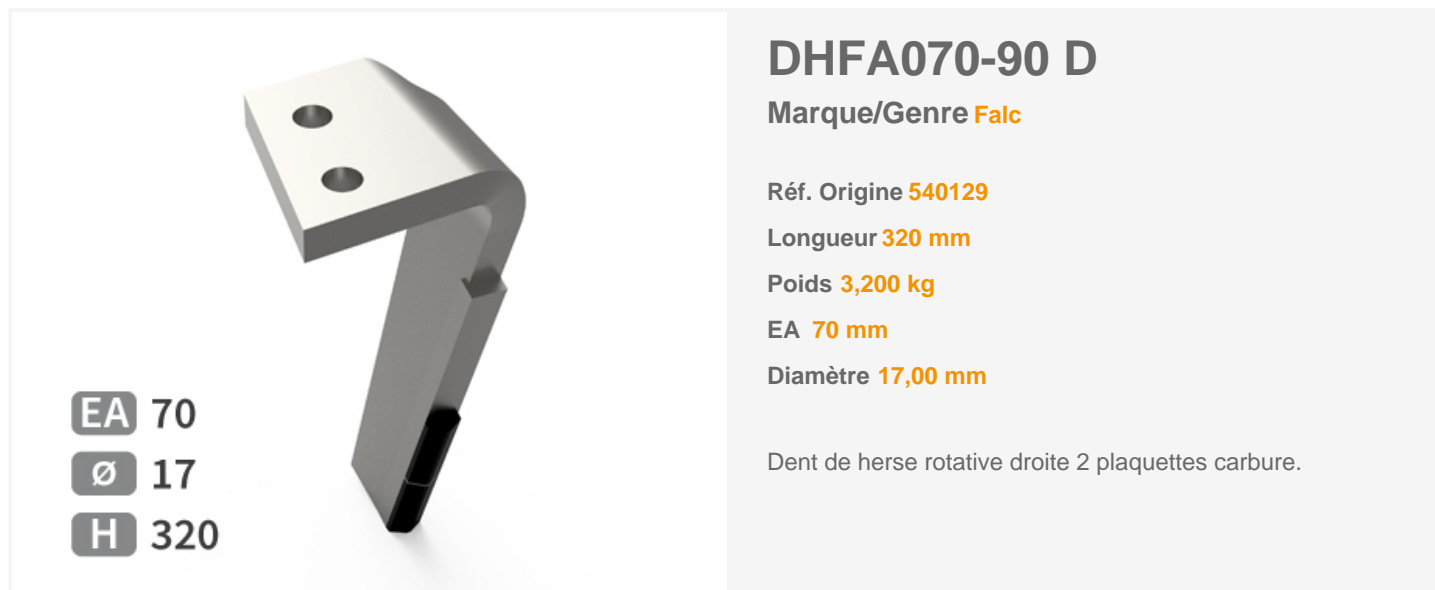 DHFA070-90 D
Marque/Genre Falc
Réf. Origine 540129
Longueur 320 mm
Poids 3,200 kg
EA 70 mm
Diamètre 17,00 mm
Dent de herse rotative droite 2 plaquettes carbure.
EA 70
Ø 17
H 320